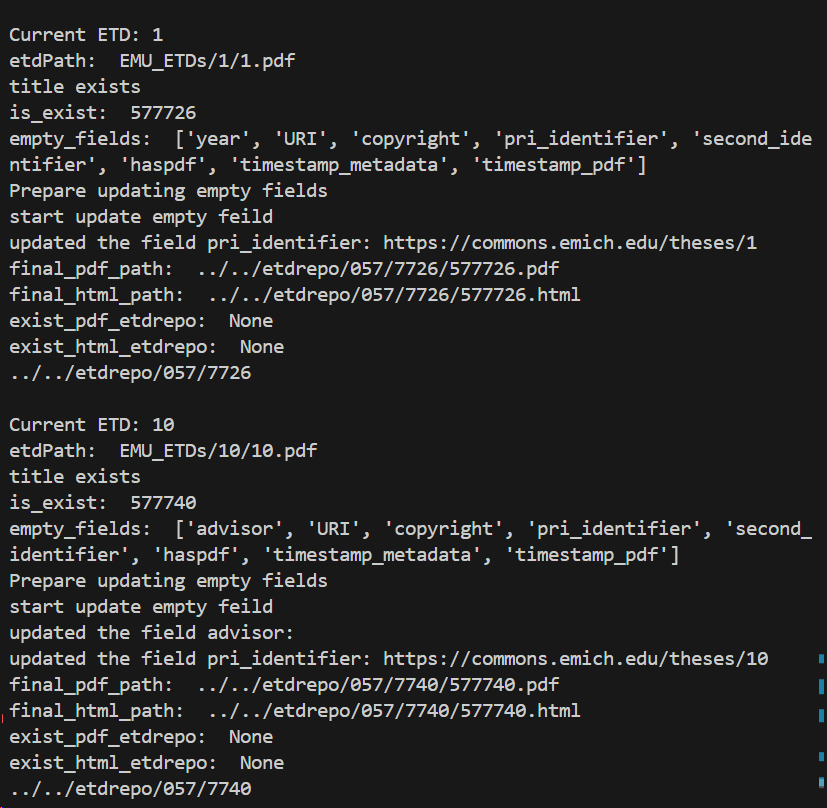 Current ETD: 1
etdPath:  EMU_ETDs/1/1.pdf
title exists
is_exist:  577726
empty_fields:  ['year', 'URI', 'copyright', 'pri_identifier', 'second_ide
ntifier', 'haspdf', 'timestamp_metadata', 'timestamp_pdf']
Prepare updating empty fields
start update empty feild
updated the field pri_identifier: https://commons.emich.edu/theses/1
final_pdf_path:  ../../etdrepo/057/7726/577726.pdf
final_html_path:  ../../etdrepo/057/7726/577726.html
exist_pdf_etdrepo:  None
exist_html_etdrepo:  None
../../etdrepo/057/7726

Current ETD: 10
etdPath:  EMU_ETDs/10/10.pdf
title exists
is_exist:  577740
empty_fields:  ['advisor', 'URI', 'copyright', 'pri_identifier', 'second_
identifier', 'haspdf', 'timestamp_metadata', 'timestamp_pdf']
Prepare updating empty fields
start update empty feild
updated the field advisor:
updated the field pri_identifier: https://commons.emich.edu/theses/10
final_pdf_path:  ../../etdrepo/057/7740/577740.pdf
final_html_path:  ../../etdrepo/057/7740/577740.html
exist_pdf_etdrepo:  None
exist_html_etdrepo:  None
../../etdrepo/057/7740